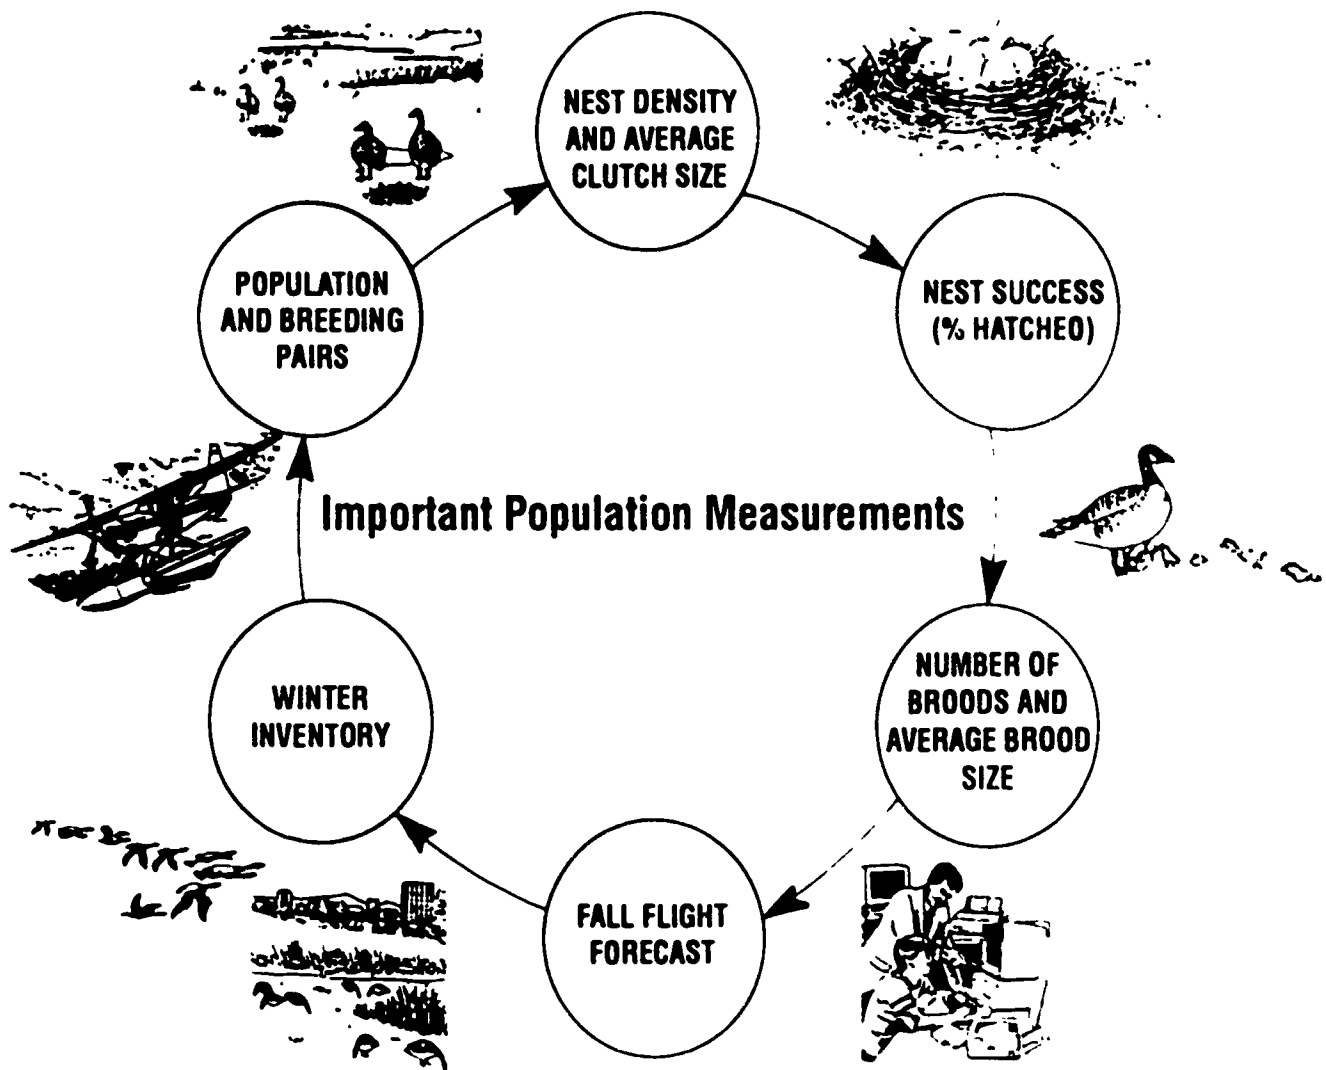 NEST DENSITY
AND AVERAGE
CLUTCH SIZE
NEST SUCCESS
(% HATCHEO)
NUMBER OF
BROODS AND
AVERAGE BROOD
SIZE
FALL FLIGHT
FORECAST
WINTER
INVENTORY
POPULATION
AND BREEDING
PAIRS
Important Population Measurements